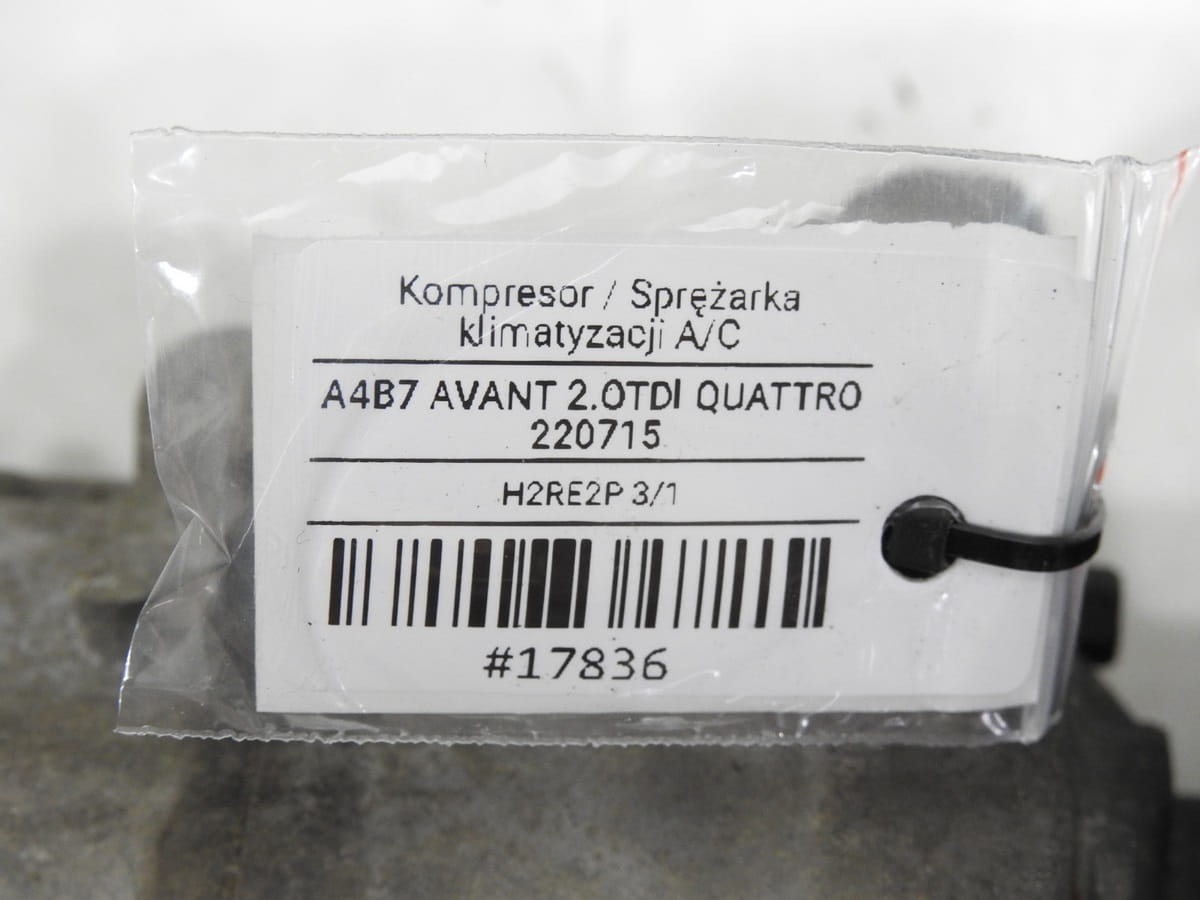 Kompresor / Sprężarka
klimatyzacji A/C
A4B7 AVANT 2.0TDI QUATTRO
220715
H2RE2P 3/1
#17836